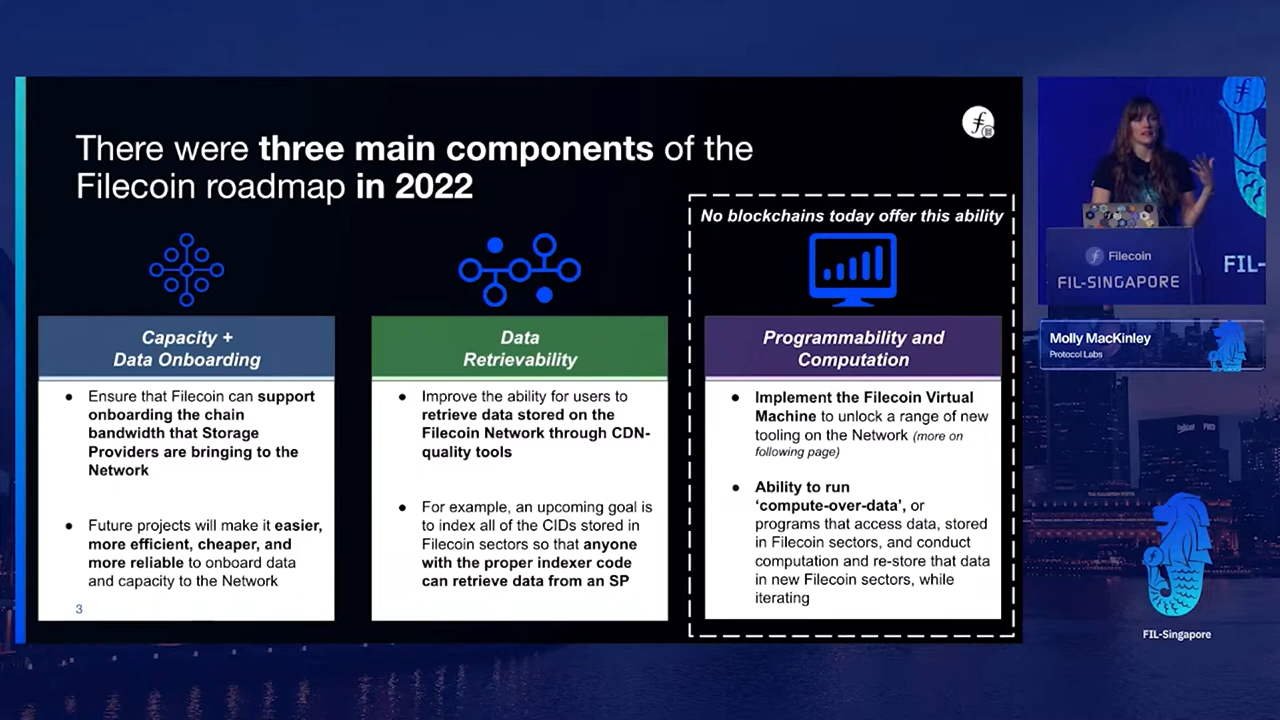 There were three main components of the
Filecoin roadmap in 2022
No blockchains today offer this ability
Capacity +
Data Onboarding
● Ensure that Filecoin can support
onboarding the chain
bandwidth that Storage
Providers are bringing to the
Network
● Future projects will make it easier,
more efficient, cheaper, and
more reliable to onboard data
and capacity to the Network
3
Data
Retrievability
● Improve the ability for users to
retrieve data stored on the
Filecoin Network through CDN-
quality tools
● For example, an upcoming goal is
to index all of the CIDs stored in
Filecoin sectors so that anyone
with the proper indexer code
can retrieve data from an SP
Programmability and
Computation
● Implement the Filecoin Virtual
Machine to unlock a range of new
tooling on the Network (more on
following page)
● Ability to run
‘compute-over-data’, or
programs that access data, stored
in Filecoin sectors, and conduct
computation and re-store that data
in new Filecoin sectors, while
iterating
Filecoin
FIL-SINGAPORE
FIL-
Molly MacKinley
Protocol Labs
FIL-Singapore